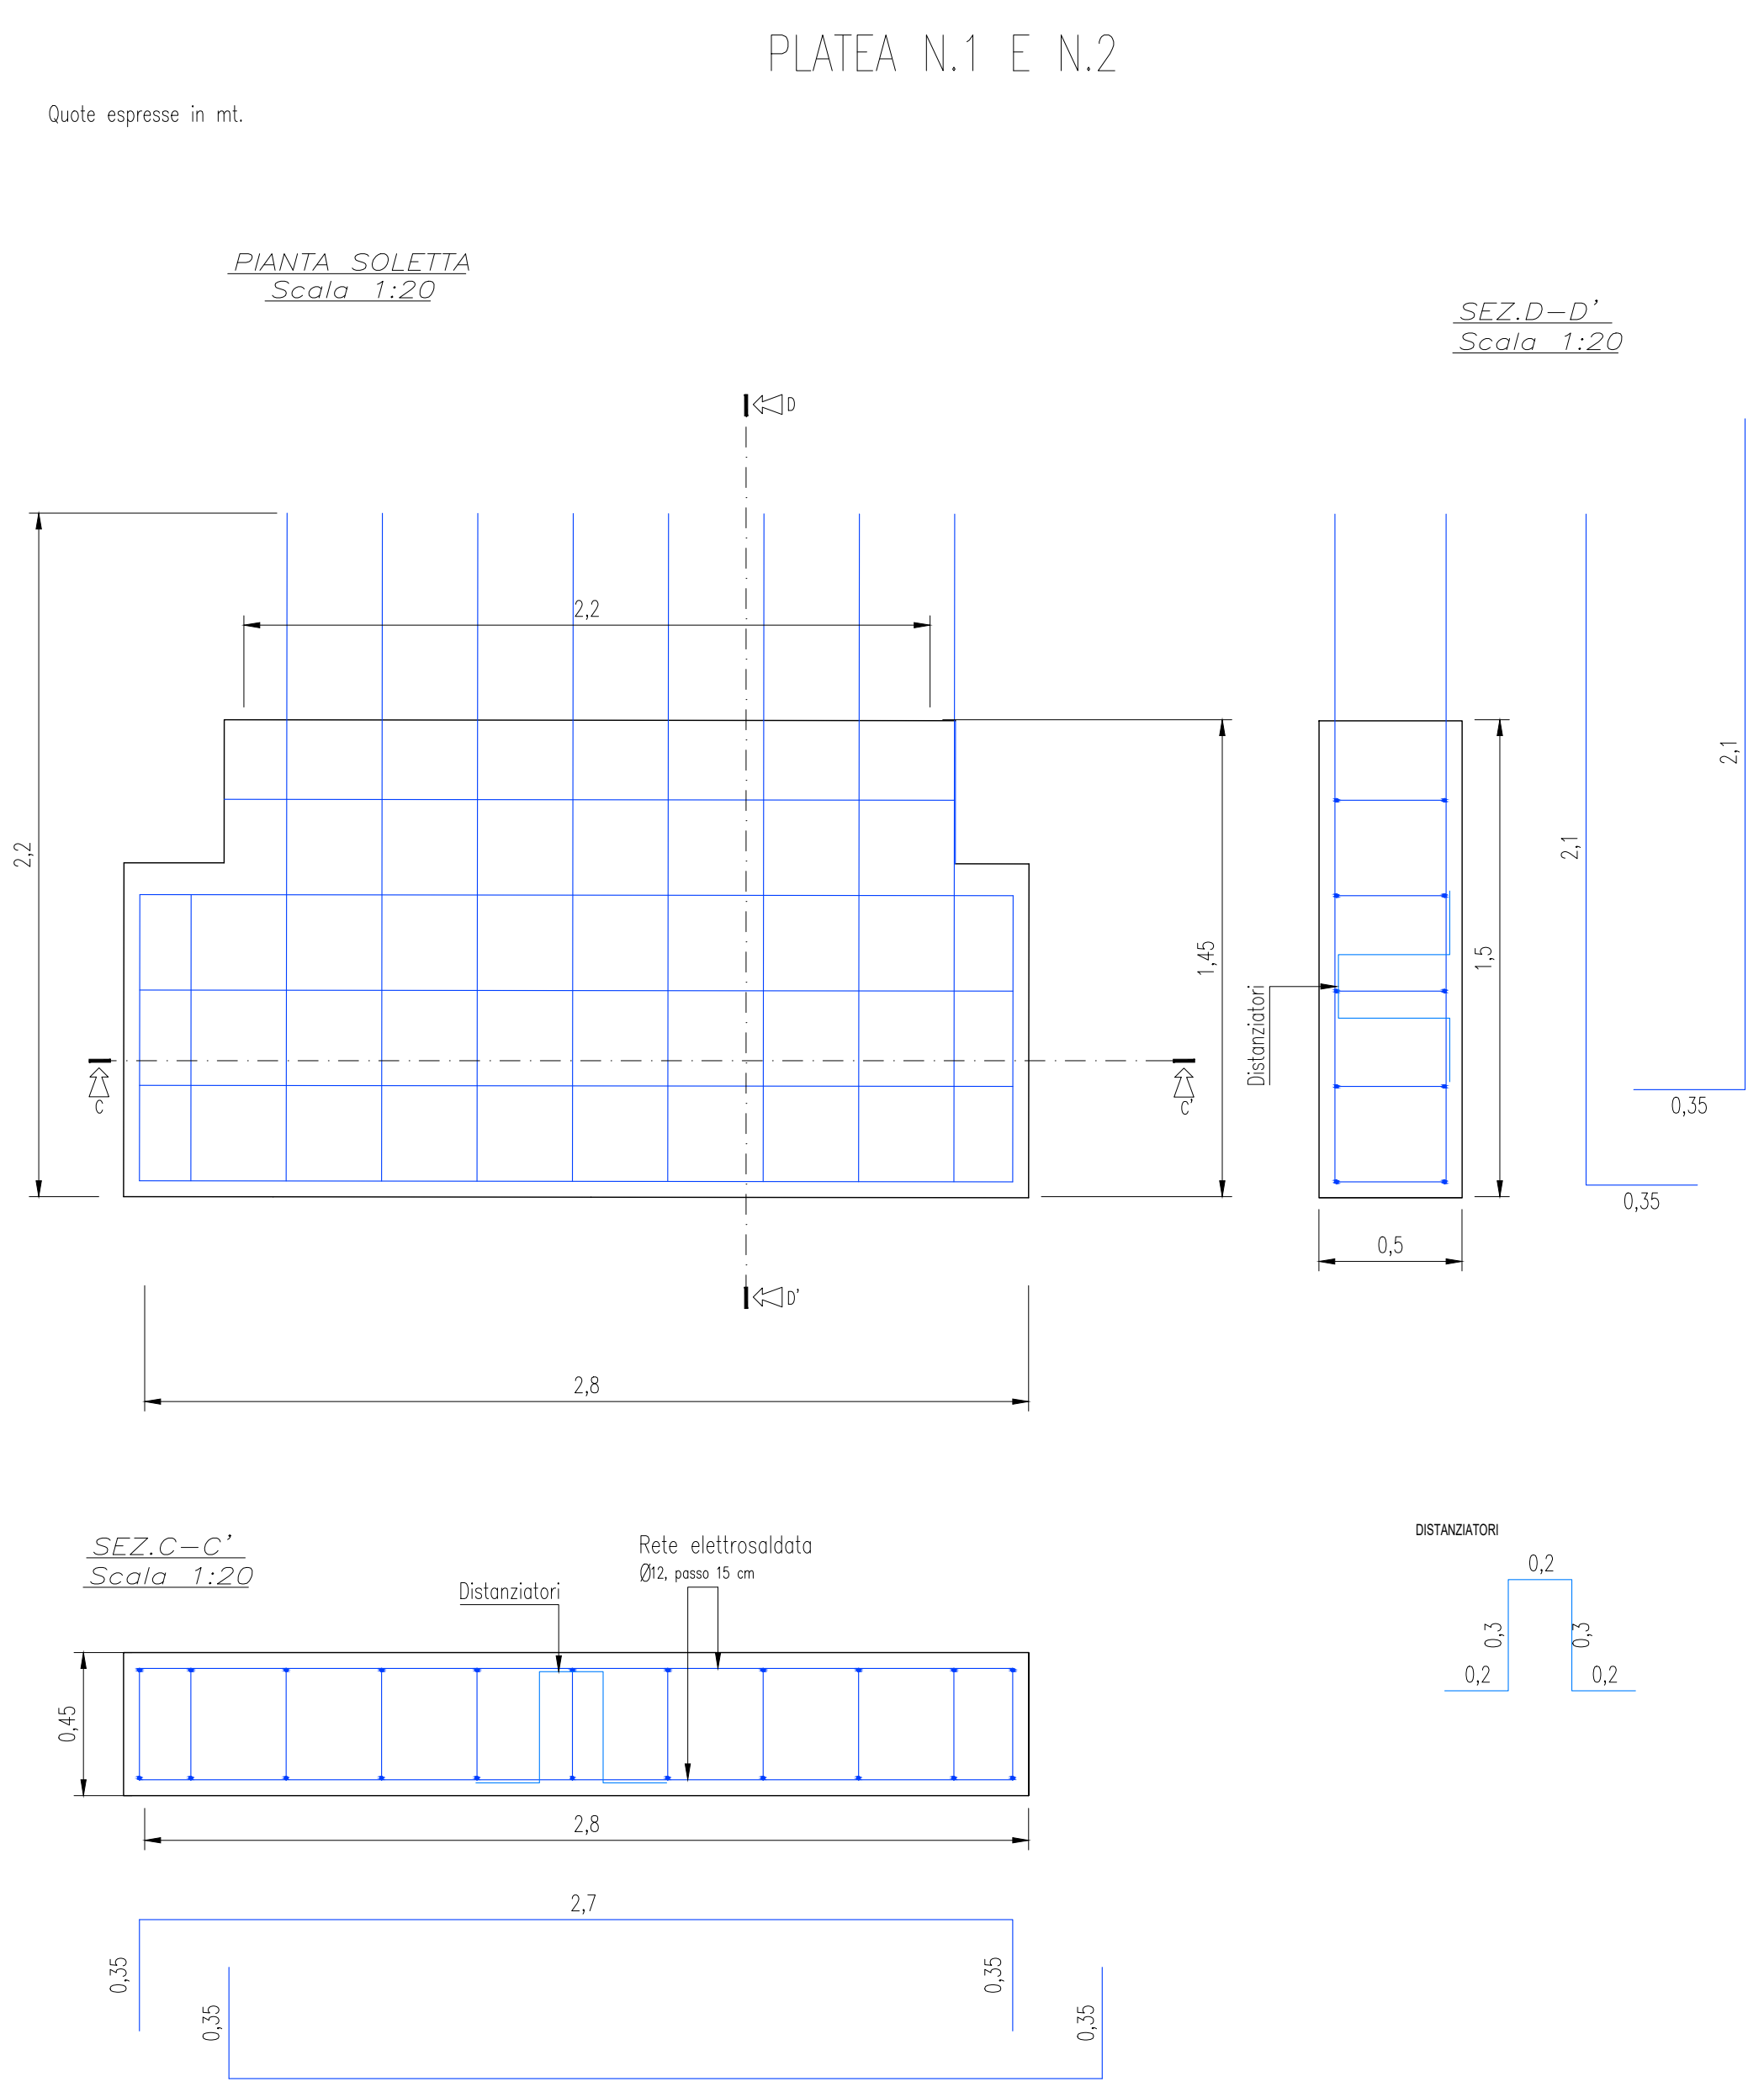 PLATEA N.1 E N.2
Quote espresse in mt.
PIANTA SOLETTA
Scala 1:20
SEZ.D-D'
Scala 1:20
D
2,2
2,2
2,1
2,1
1,45
1,5
Distanziatori
C
C'
0,35
0,35
0,5
D'
2,8
SEZ.C-C'
Scala 1:20
Rete elettrosaldata
Ø12, passo 15 cm
Distanziatori
DISTANZIATORI
0,2
0,3
0,3
0,2
0,2
0,45
2,8
2,7
0,35
0,35
0,35
0,35